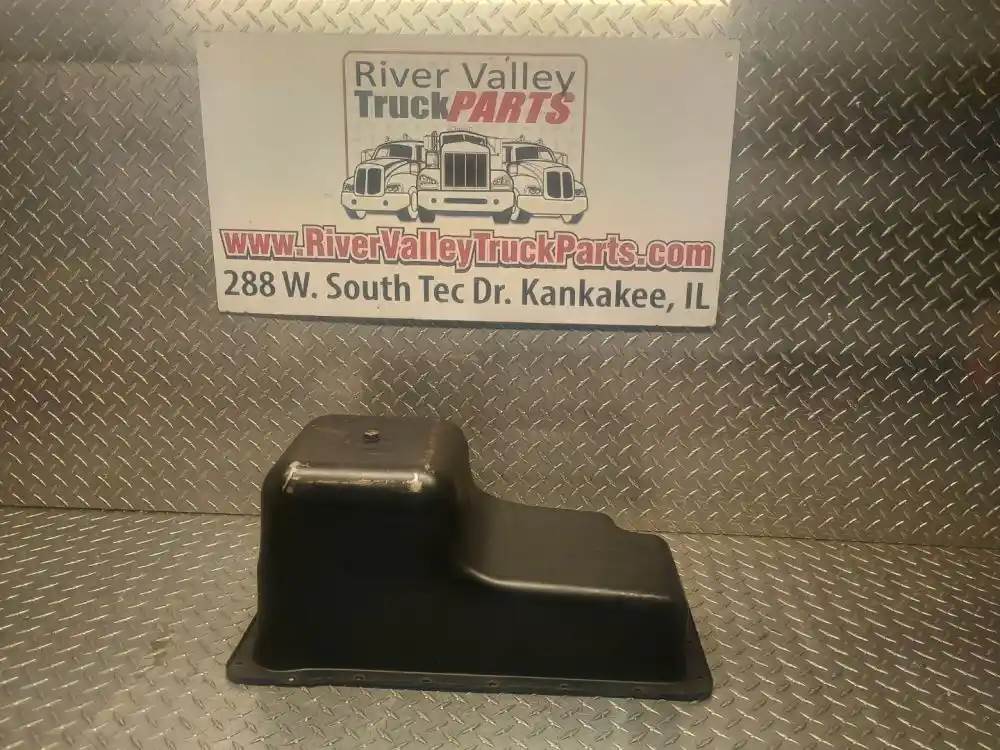 River Valley
TruckPARTS
www.RiverValleyTruckParts.com
288 W. South Tec Dr. Kankakee, IL